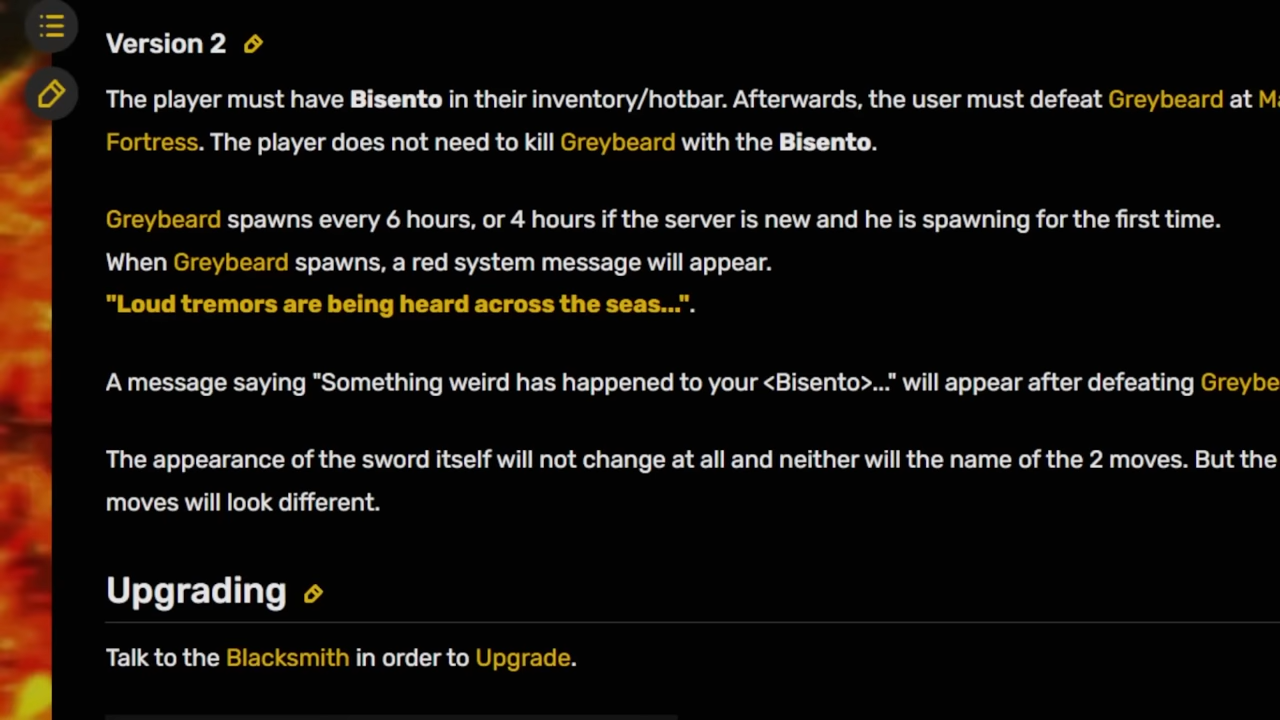 Version 2
The player must have Bisento in their inventory/hotbar. Afterwards, the user must defeat Greybeard at
Fortress. The player does not need to kill Greybeard with the Bisento.
Greybeard spawns every 6 hours, or 4 hours if the server is new and he is spawning for the first time.
When Greybeard spawns, a red system message will appear.
"Loud tremors are being heard across the seas...".
A message saying "Something weird has happened to your <Bisento>..." will appear after defeating
The appearance of the sword itself will not change at all and neither will the name of the 2 moves. But the
moves will look different.
Upgrading
Talk to the Blacksmith in order to Upgrade.